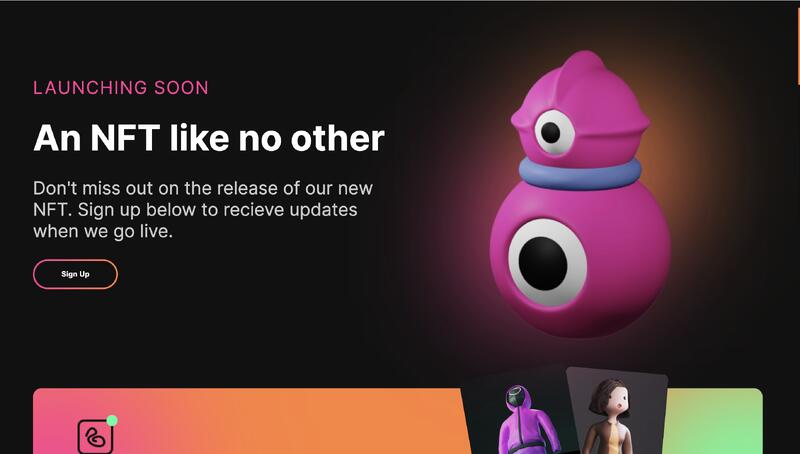 LAUNCHING SOON
An NFT like no other
Don't miss out on the release of our new
NFT. Sign up below to recieve updates
when we go live.
Sign Up